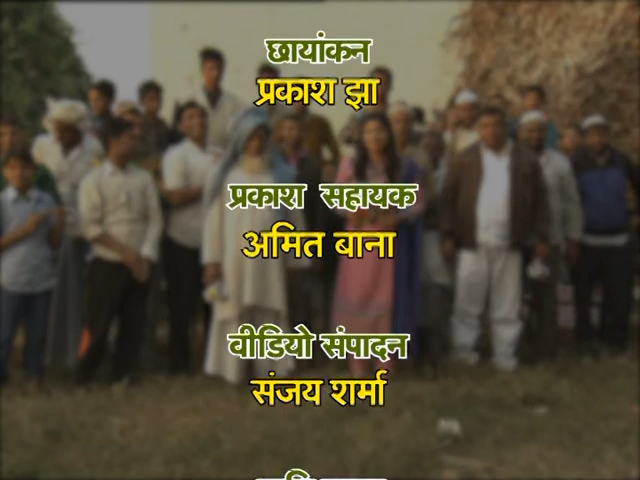 छायांकन
प्रकाश झा
प्रकाश सहायक
अमित बाना
वीडियो संपादन
संजय शर्मा